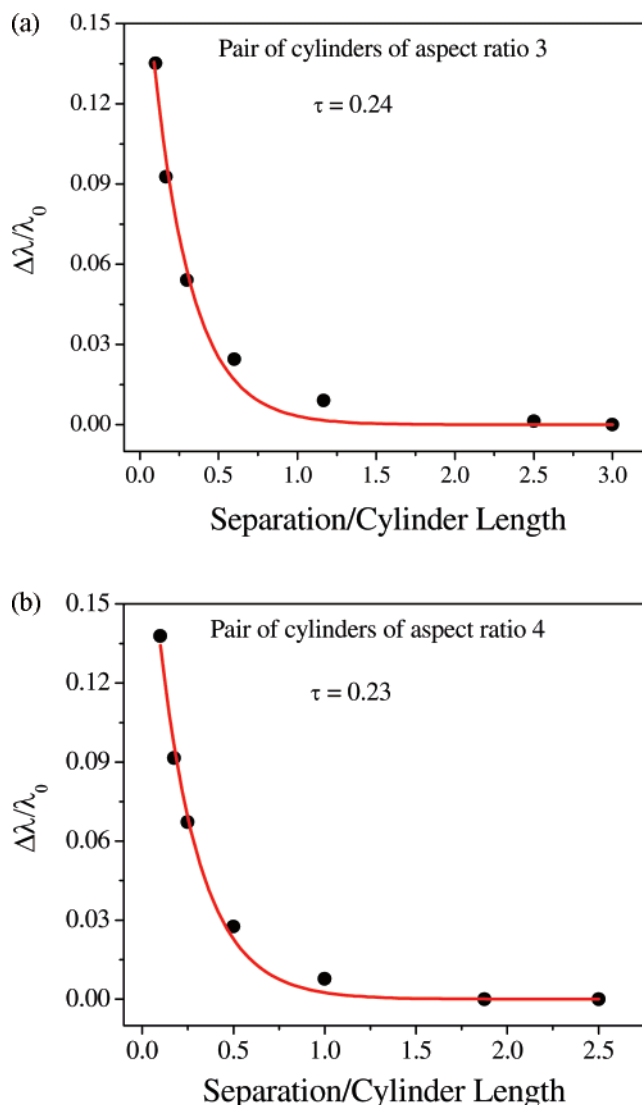 (a)
0.15
0.12
0.09
0.06
0.03
0.00
Δλ/λ₀
Pair of cylinders of aspect ratio 3
τ = 0.24
0.0 0.5 1.0 1.5 2.0 2.5 3.0
Separation/Cylinder Length
(b)
0.15
0.12
0.09
0.06
0.03
0.00
Δλ/λ₀
Pair of cylinders of aspect ratio 4
τ = 0.23
0.0 0.5 1.0 1.5 2.0 2.5
Separation/Cylinder Length